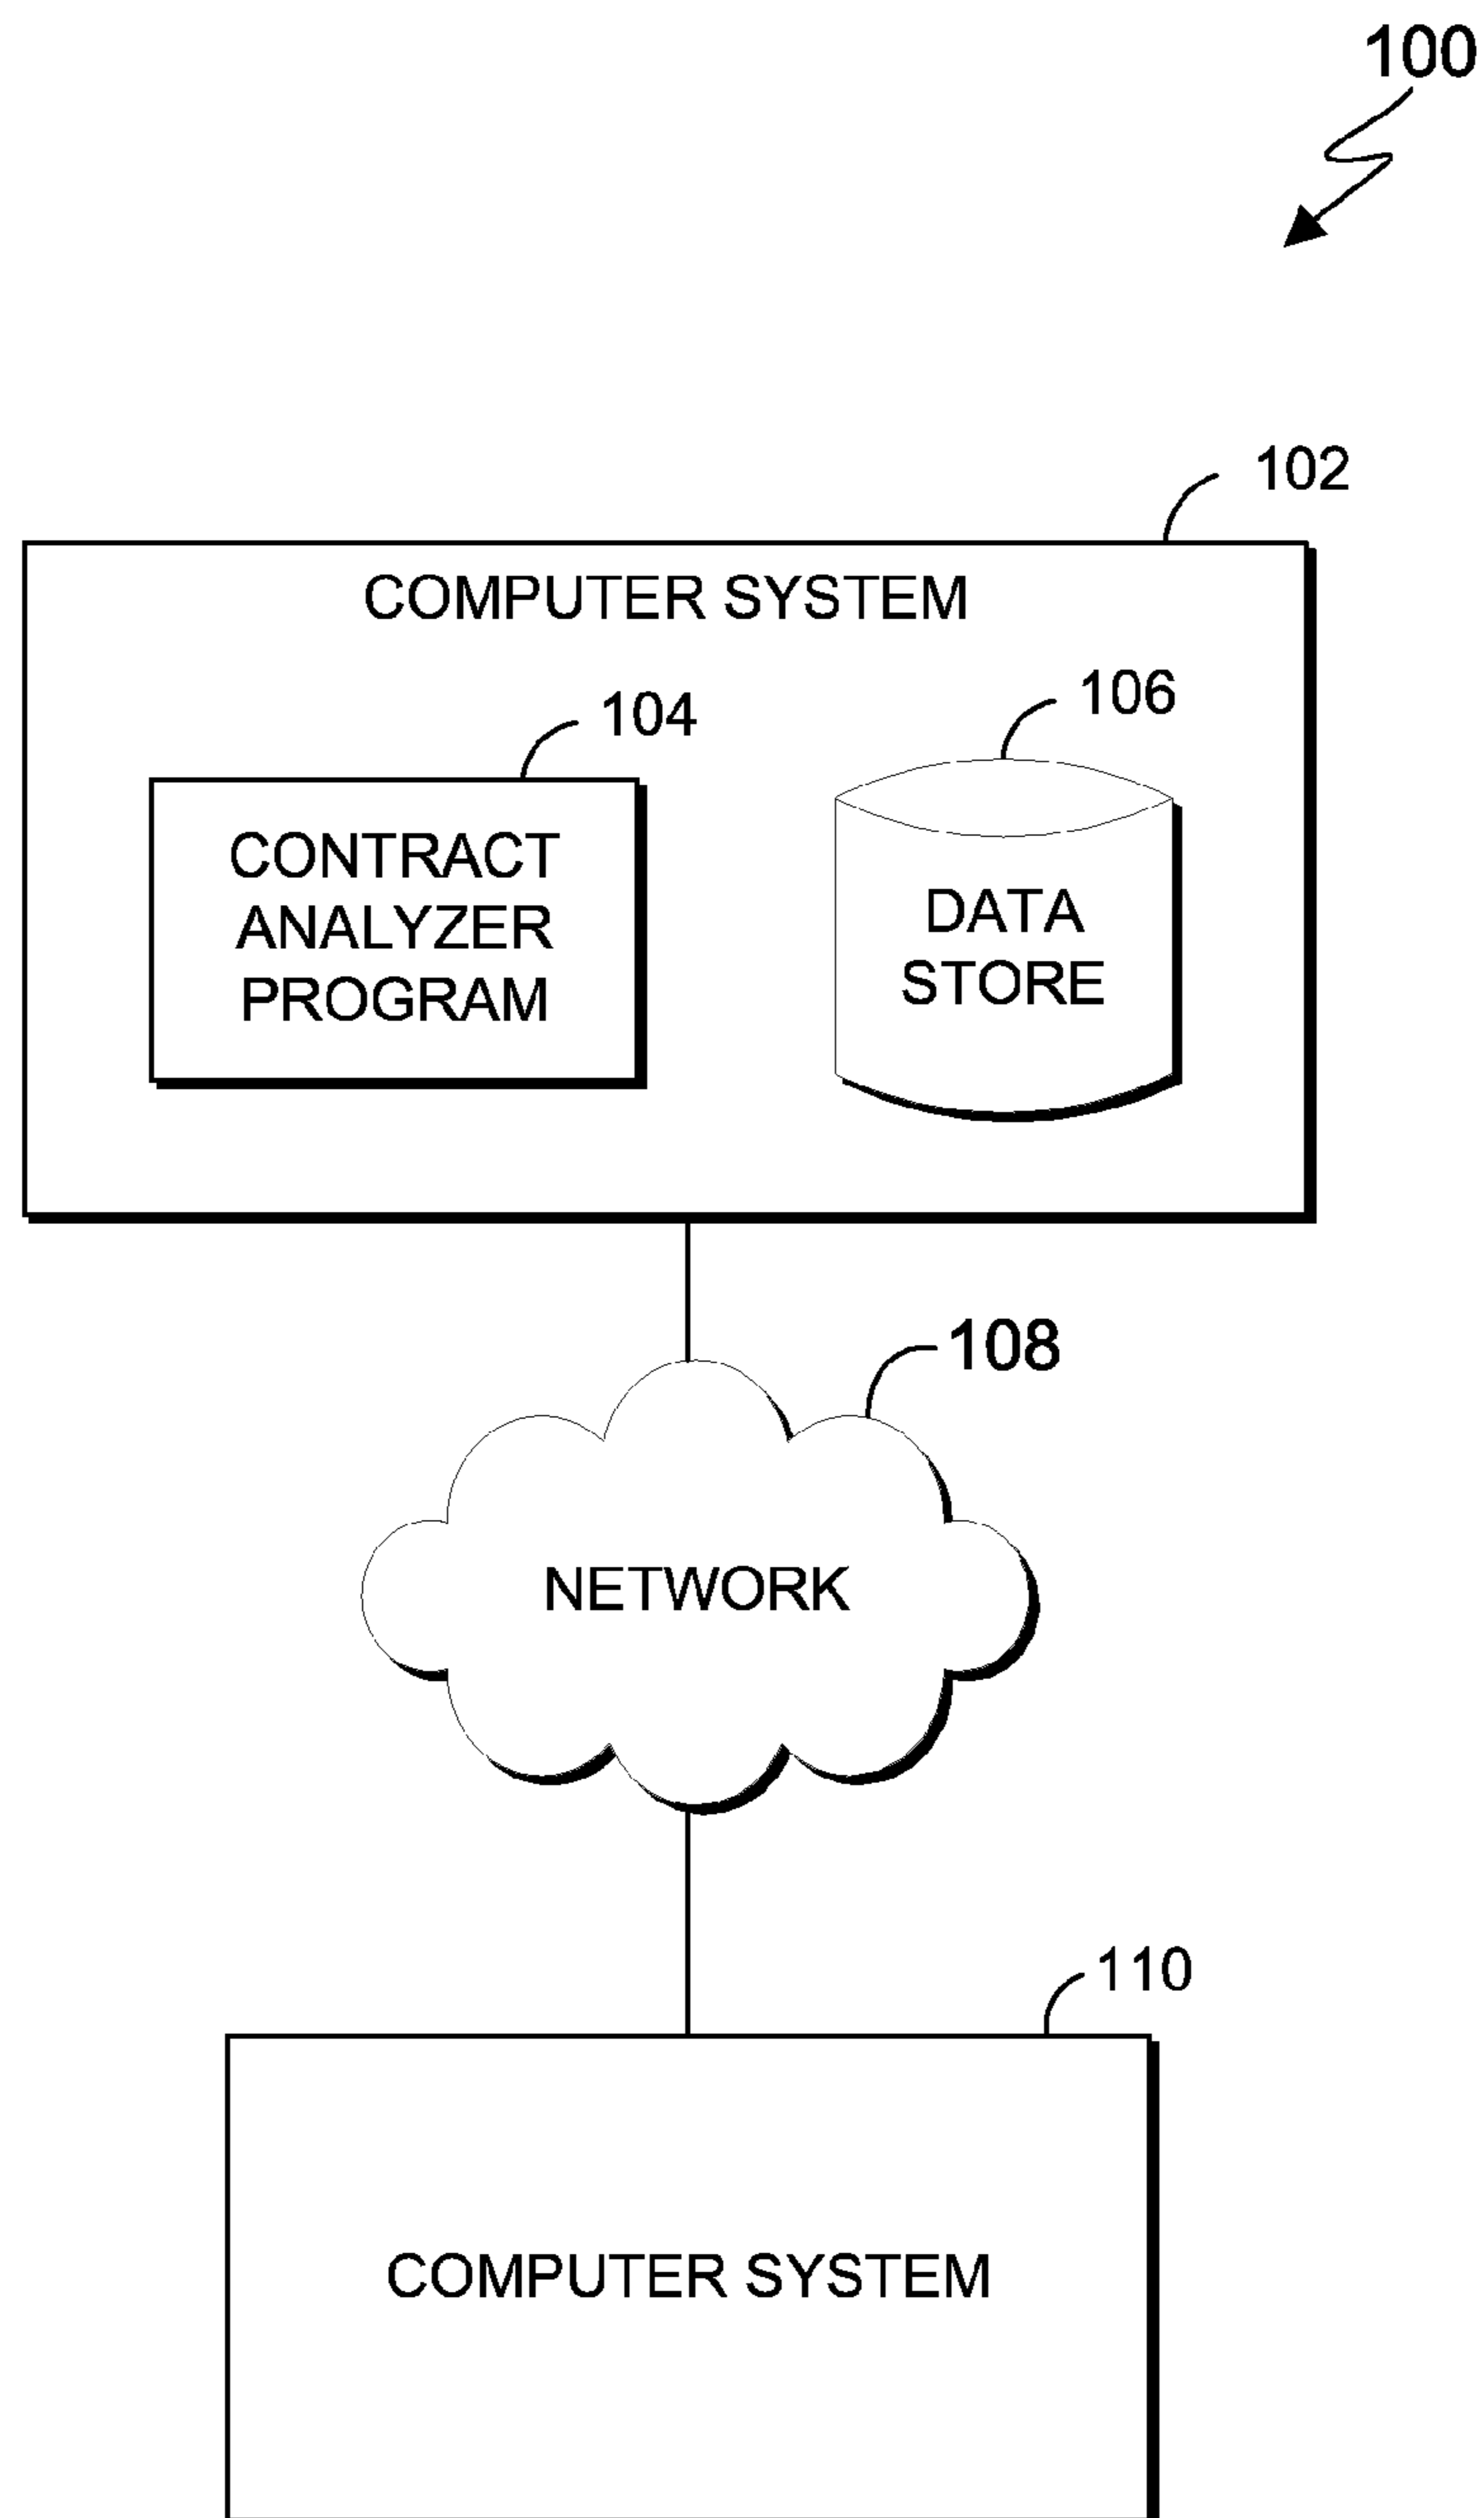 100
102
COMPUTER SYSTEM
106
104
CONTRACT
ANALYZER
PROGRAM
DATA
STORE
108
NETWORK
110
COMPUTER SYSTEM